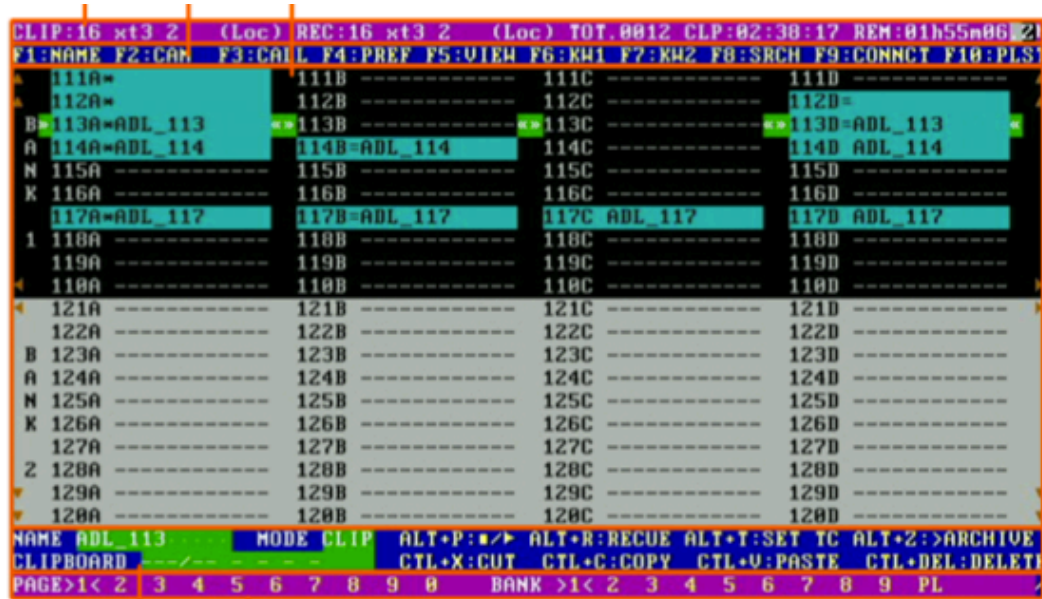 CLIP:16 xt3 2 (Loc) REC:16 xt3 2 (Loc) TOT.0012 CLP:02:38:17 REM:01h55m06
F1:NAME F2:CAM F3:CALL F4:PREF F5:VIEW F6:KW1 F7:KW2 F8:SRCH F9:CONNCT F10:PLST
111A* 111B ---------- 111C ---------- 111D ----------
112A* 112B ---------- 112C ---------- 112D=
B »113A*ADL_113 «»113B ---------- «»113C ---------- «»113D=ADL_113 «
A 114A*ADL_114 114B=ADL_114 114C ---------- 114D ADL_114
N 115A ---------- 115B ---------- 115C ---------- 115D ----------
K 116A ---------- 116B ---------- 116C ---------- 116D ----------
117A*ADL_117 117B=ADL_117 117C ADL_117 117D ADL_117
1 118A ---------- 118B ---------- 118C ---------- 118D ----------
119A ---------- 119B ---------- 119C ---------- 119D ----------
110A ---------- 110B ---------- 110C ---------- 110D ----------
121A ---------- 121B ---------- 121C ---------- 121D ----------
122A ---------- 122B ---------- 122C ---------- 122D ----------
B 123A ---------- 123B ---------- 123C ---------- 123D ----------
A 124A ---------- 124B ---------- 124C ---------- 124D ----------
N 125A ---------- 125B ---------- 125C ---------- 125D ----------
K 126A ---------- 126B ---------- 126C ---------- 126D ----------
127A ---------- 127B ---------- 127C ---------- 127D ----------
2 128A ---------- 128B ---------- 128C ---------- 128D ----------
129A ---------- 129B ---------- 129C ---------- 129D ----------
120A ---------- 120B ---------- 120C ---------- 120D ----------
NAME ADL_113 MODE CLIP ALT+P:■/▶ ALT+R:RECUE ALT+T:SET TC ALT+Z:>ARCHIVE
CLIPBOARD ---/-- - - - - CTL+X:CUT CTL+C:COPY CTL+V:PASTE CTL+DEL:DELETE
PAGE>1< 2 3 4 5 6 7 8 9 0 BANK >1< 2 3 4 5 6 7 8 9 PL